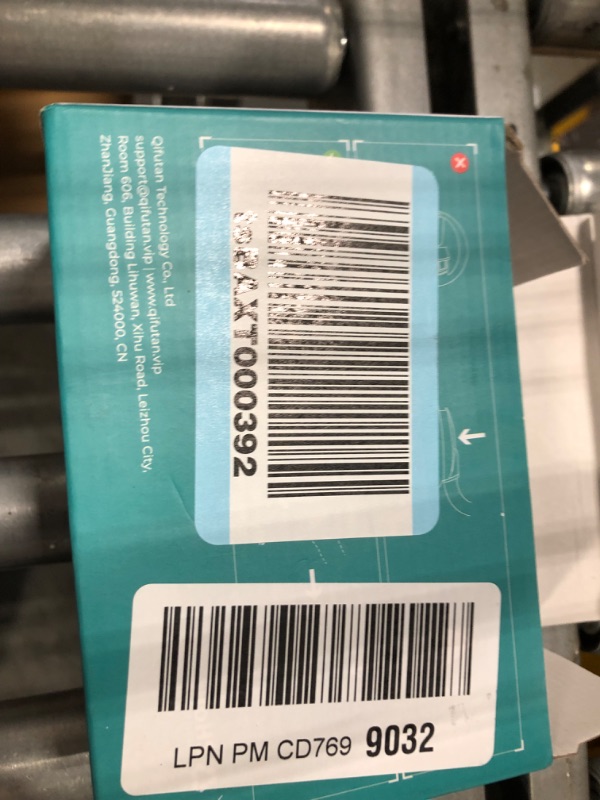 Qifutan Technology Co., Ltd
support@qifutan.vip | www.qifutan.vip
Room 606, Building Lihuwan, Xihu Road, Leizhou City,
ZhanJiang, Guangdong, 524000, CN
LPN PM CD769 9032